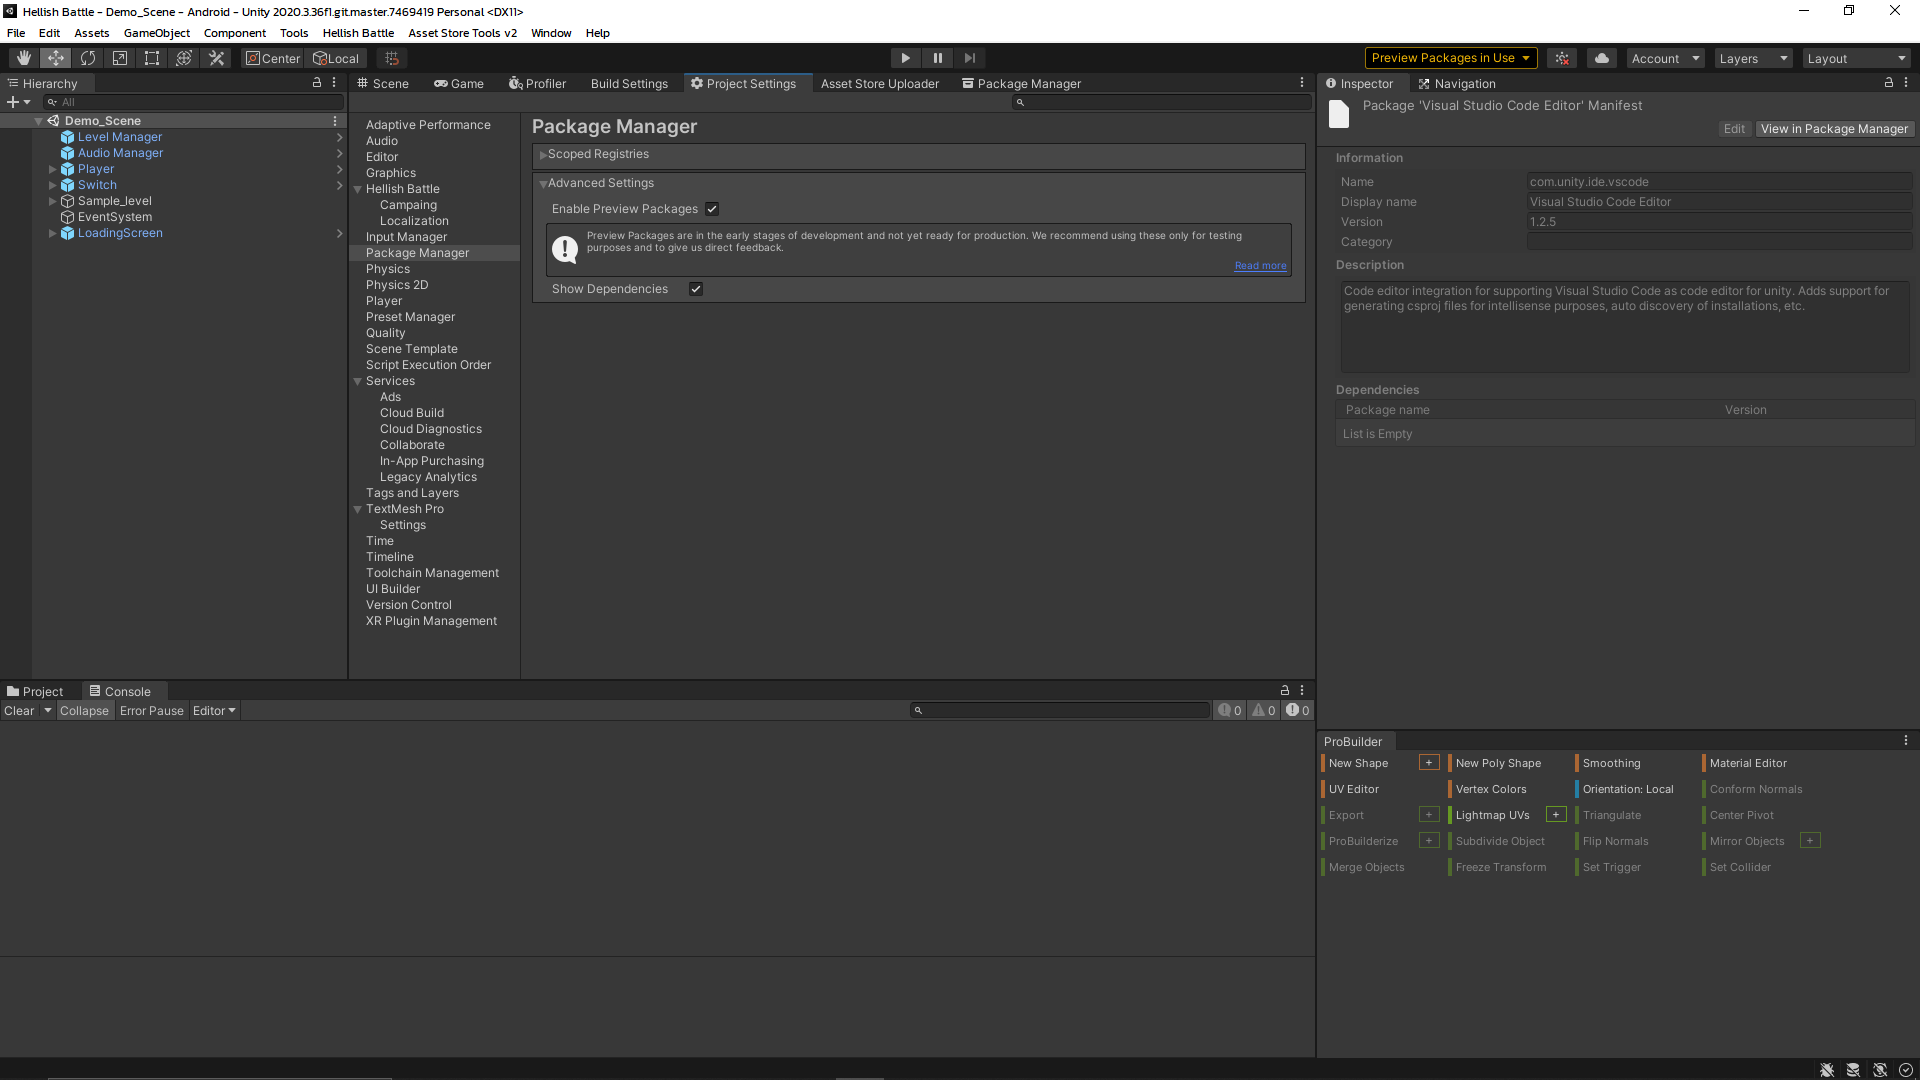 Hellish Battle - Demo_Scene - Android - Unity 2020.3.36f1.git.master.7469419 Personal <DX11>
File Edit Assets GameObject Component Tools Hellish Battle Asset Store Tools v2 Window Help
Center Local Preview Packages in Use Account Layers Layout
Hierarchy
All
Demo_Scene
Level Manager
Audio Manager
Player
Switch
Sample_level
EventSystem
LoadingScreen
Scene Game Profiler Build Settings Project Settings Asset Store Uploader Package Manager
Adaptive Performance
Audio
Editor
Graphics
Hellish Battle
Campaing
Localization
Input Manager
Package Manager
Physics
Physics 2D
Player
Preset Manager
Quality
Scene Template
Script Execution Order
Services
Ads
Cloud Build
Cloud Diagnostics
Collaborate
In-App Purchasing
Legacy Analytics
Tags and Layers
TextMesh Pro
Settings
Time
Timeline
Toolchain Management
UI Builder
Version Control
XR Plugin Management
Package Manager
Scoped Registries
Advanced Settings
Enable Preview Packages
Preview Packages are in the early stages of development and not yet ready for production. We recommend using these only for testing
purposes and to give us direct feedback.
Read more
Show Dependencies
Inspector Navigation
Package 'Visual Studio Code Editor' Manifest
Edit View in Package Manager
Information
Name com.unity.ide.vscode
Display name Visual Studio Code Editor
Version 1.2.5
Category
Description
Code editor integration for supporting Visual Studio Code as code editor for unity. Adds support for
generating csproj files for intellisense purposes, auto discovery of installations, etc.
Dependencies
Package name Version
List is Empty
Project Console
Clear Collapse Error Pause Editor 0 0 0
ProBuilder
New Shape + New Poly Shape Smoothing Material Editor
UV Editor Vertex Colors Orientation: Local Conform Normals
Export + Lightmap UVs + Triangulate Center Pivot
ProBuilderize + Subdivide Object Flip Normals Mirror Objects +
Merge Objects Freeze Transform Set Trigger Set Collider